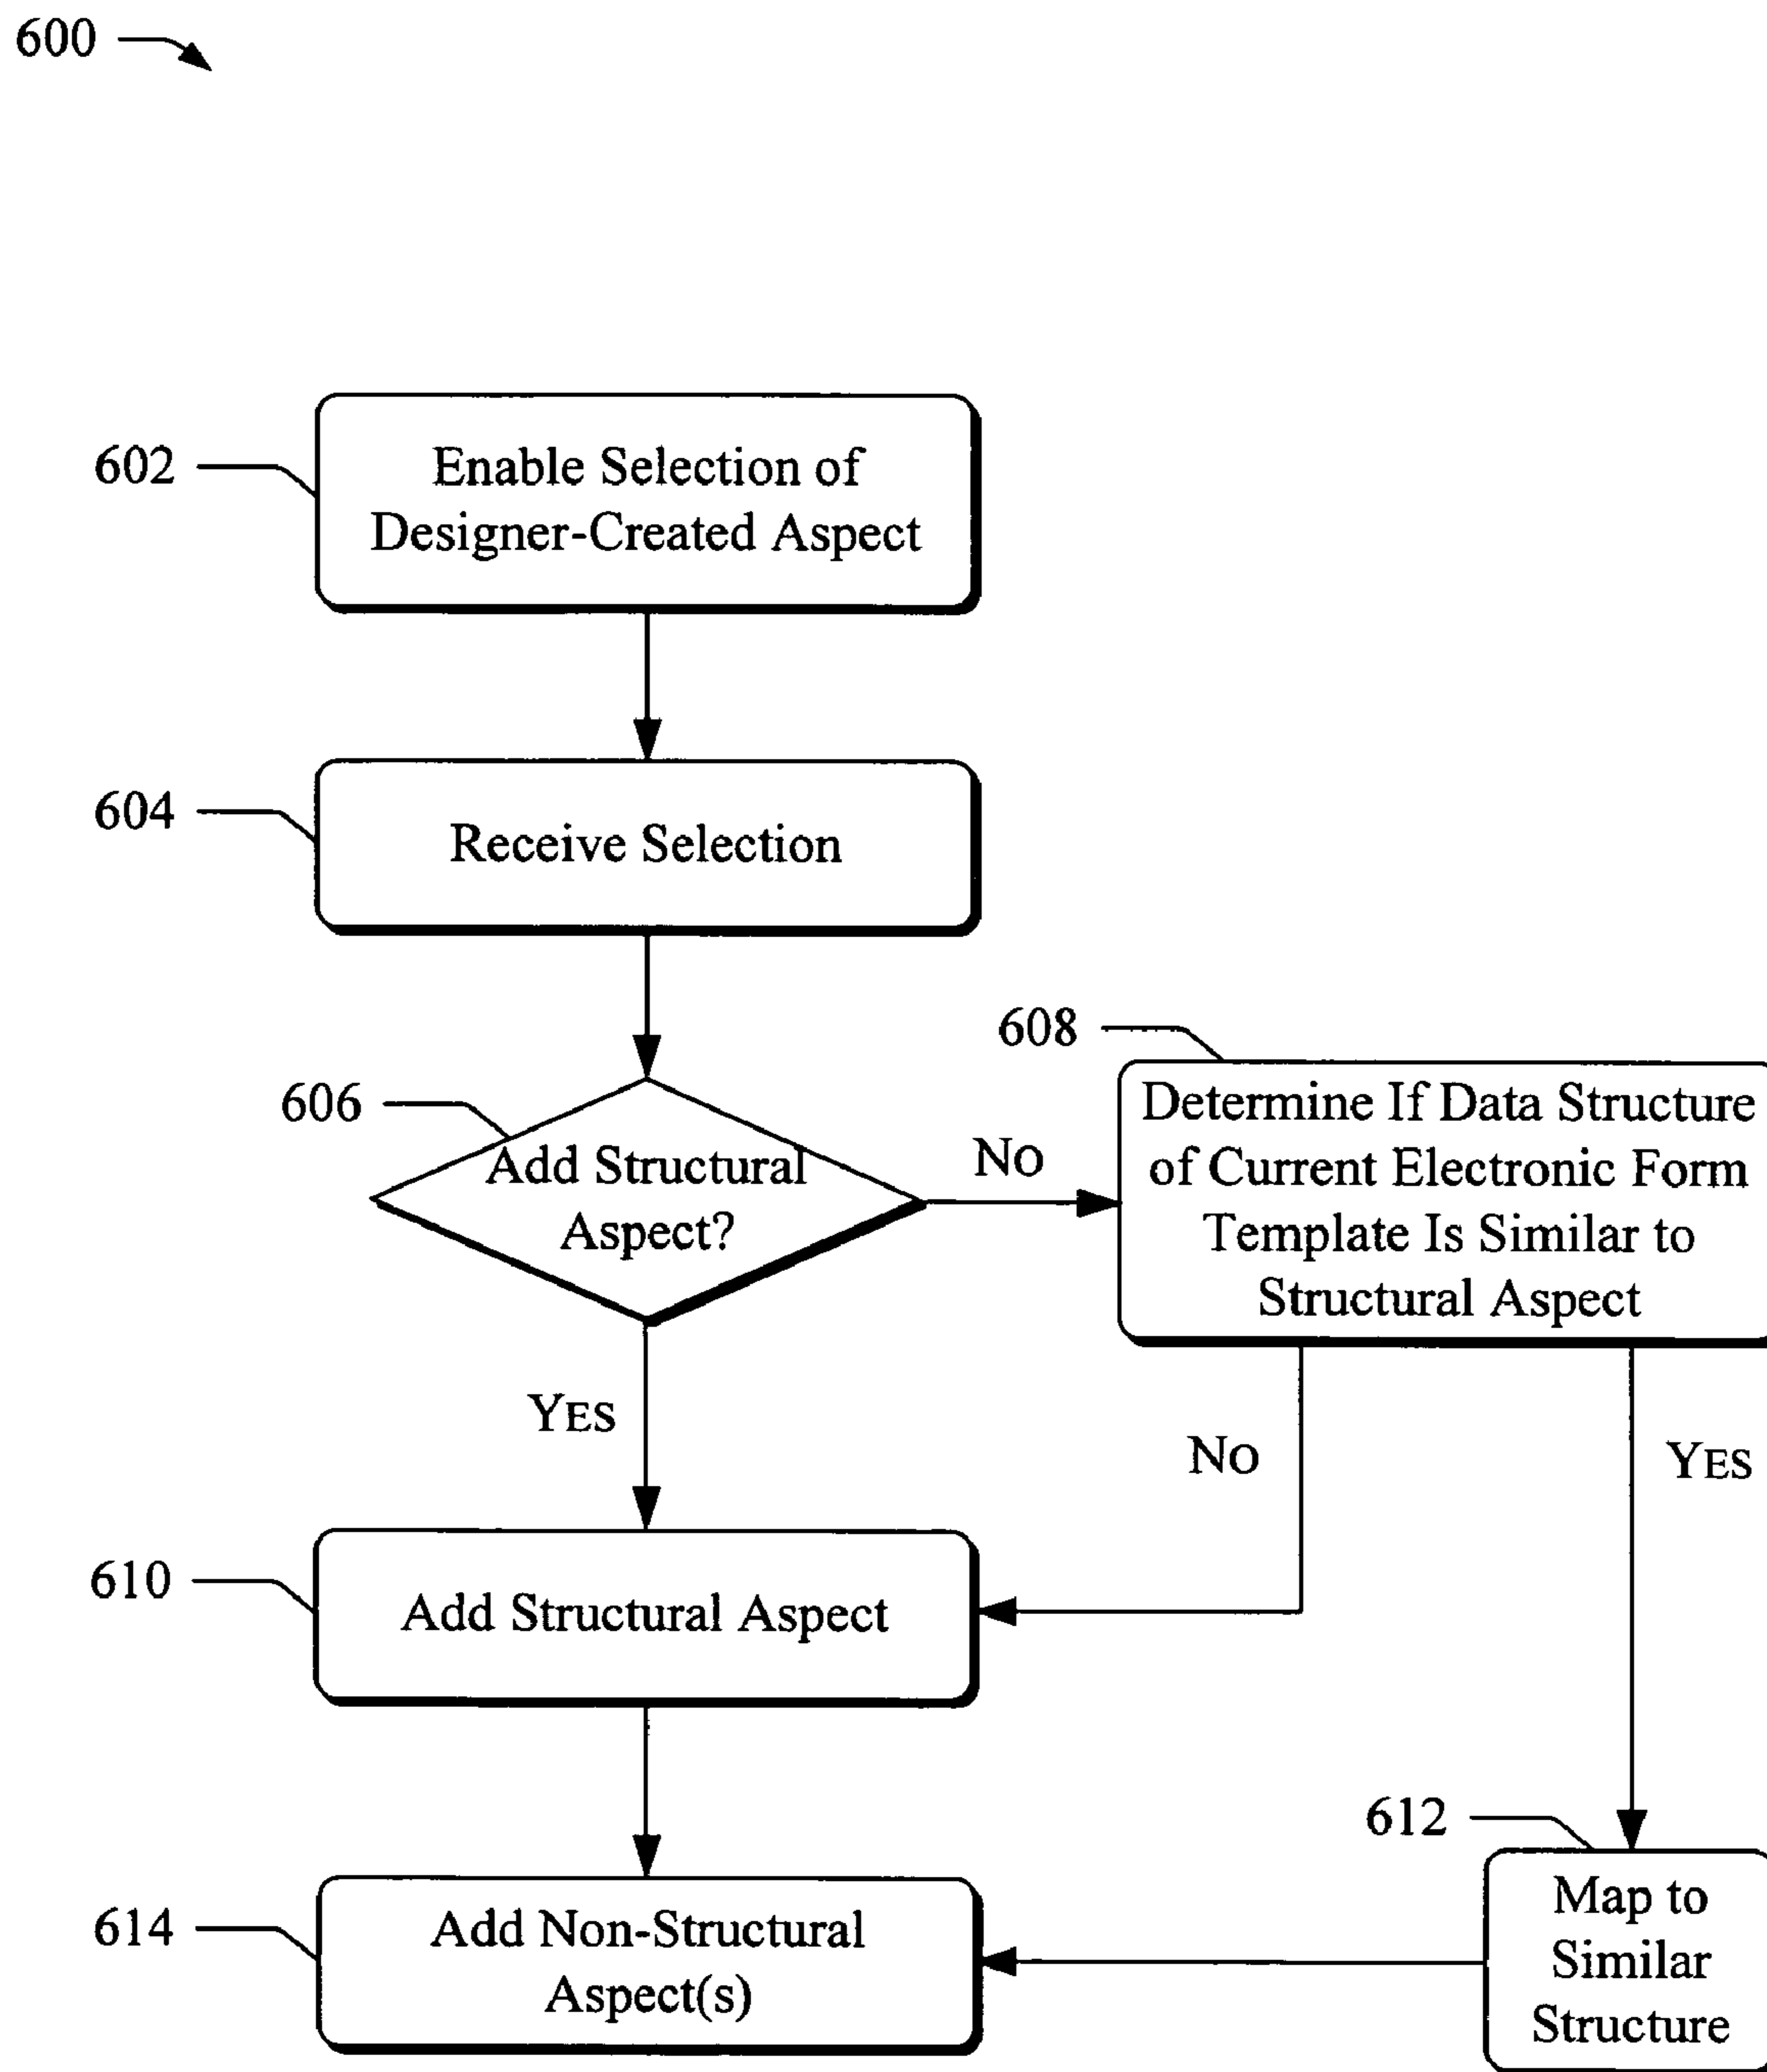 600
602
Enable Selection of
Designer-Created Aspect
604
Receive Selection
606
Add Structural
Aspect?
No
608
Determine If Data Structure
of Current Electronic Form
Template Is Similar to
Structural Aspect
YES
No
YES
610
Add Structural Aspect
612
Map to
Similar
Structure
614
Add Non-Structural
Aspect(s)